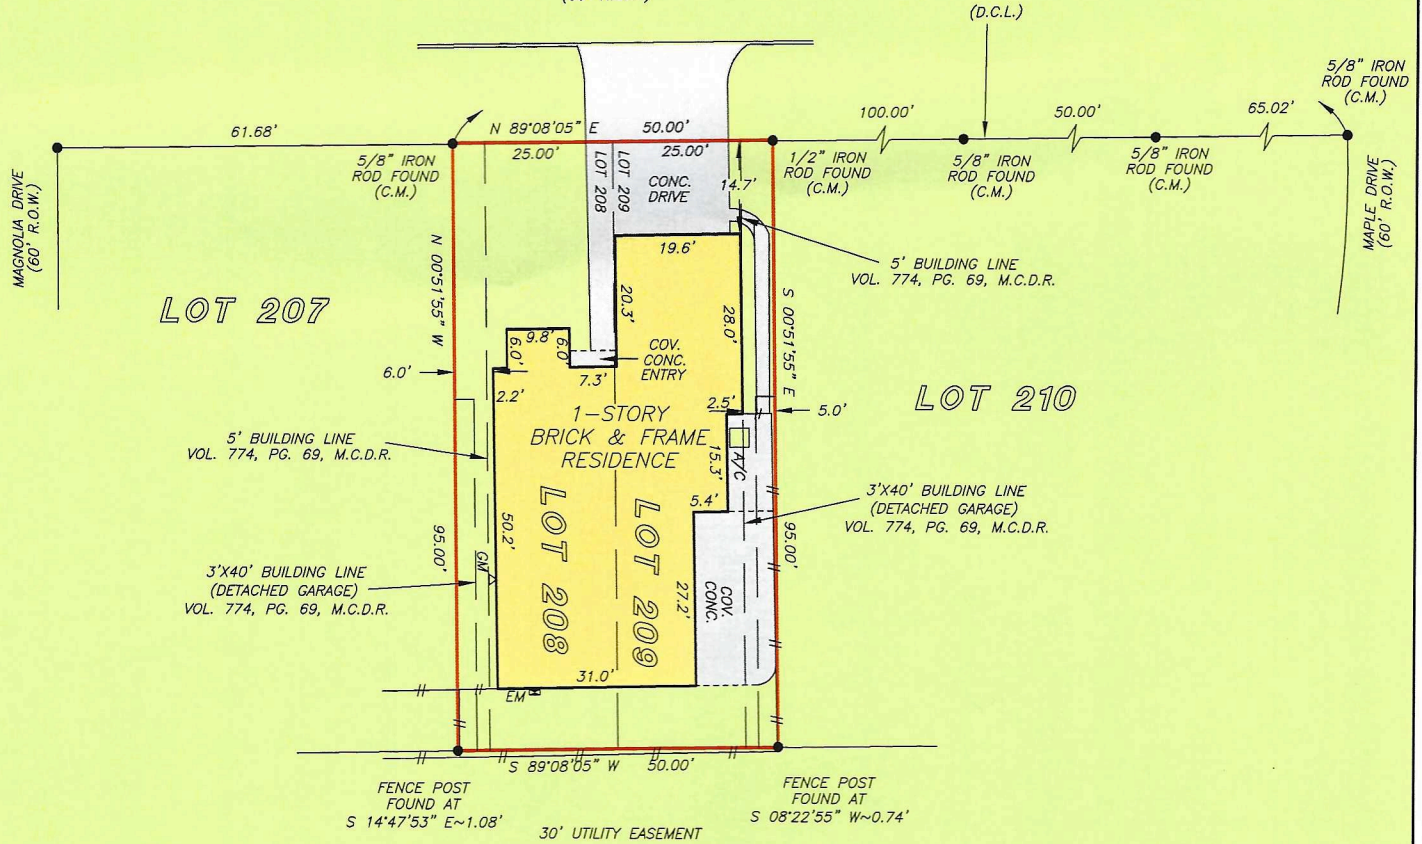 (D.C.L.)
5/8" IRON
ROD FOUND
(C.M.)
61.68'
N 89°08'05" E
50.00'
100.00'
50.00'
65.02'
5/8" IRON
ROD FOUND
(C.M.)
25.00'
25.00'
1/2" IRON
ROD FOUND
(C.M.)
5/8" IRON
ROD FOUND
(C.M.)
5/8" IRON
ROD FOUND
(C.M.)
MAGNOLIA DRIVE
(60' R.O.W.)
MAPLE DRIVE
(60' R.O.W.)
LOT 208
LOT 209
CONC.
DRIVE
14.7'
N 00°51'55" W
19.6'
5' BUILDING LINE
VOL. 774, PG. 69, M.C.D.R.
LOT 207
20.3'
28.0'
S 00°51'55" E
9.8'
6.0'
6.0'
COV.
CONC.
ENTRY
6.0'
7.3'
2.2'
2.5'
5.0'
LOT 210
1-STORY
BRICK & FRAME
RESIDENCE
5' BUILDING LINE
VOL. 774, PG. 69, M.C.D.R.
15.3'
A/C
5.4'
3'X40' BUILDING LINE
(DETACHED GARAGE)
VOL. 774, PG. 69, M.C.D.R.
95.00'
50.2'
LOT 208
LOT 209
95.00'
3'X40' BUILDING LINE
(DETACHED GARAGE)
VOL. 774, PG. 69, M.C.D.R.
GM
27.2'
COV.
CONC.
31.0'
EM
S 89°08'05" W
50.00'
FENCE POST
FOUND AT
S 14°47'53" E~1.08'
FENCE POST
FOUND AT
S 08°22'55" W~0.74'
30' UTILITY EASEMENT